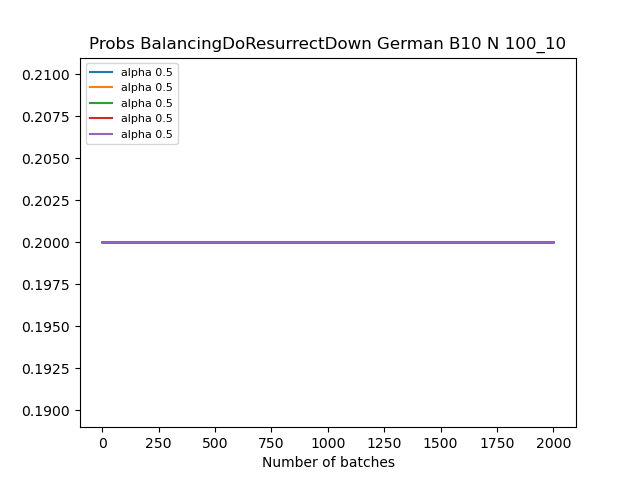 Probs BalancingDoResurrectDown German B10 N 100_10
0.2100
0.2075
0.2050
0.2025
0.2000
0.1975
0.1950
0.1925
0.1900
alpha 0.5
alpha 0.5
alpha 0.5
alpha 0.5
alpha 0.5
0 250 500 750 1000 1250 1500 1750 2000
Number of batches